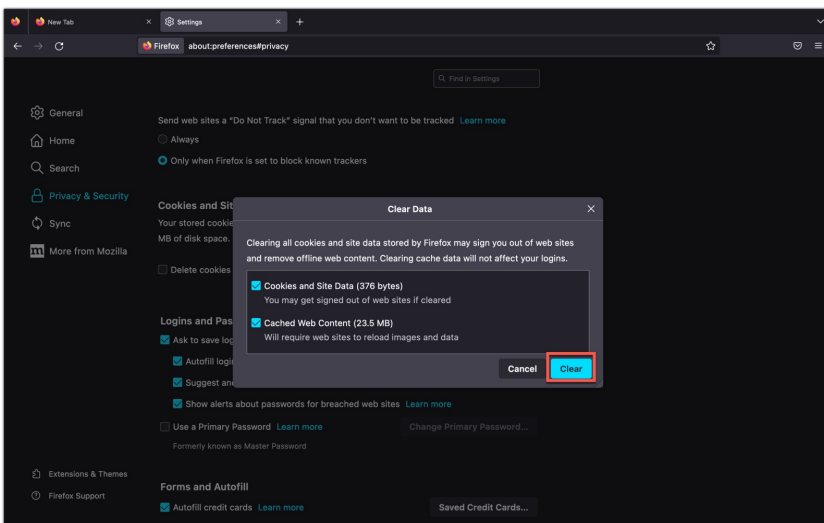 New Tab
Settings
Firefox about:preferences#privacy
Find in Settings
General
Home
Search
Privacy & Security
Sync
More from Mozilla
Extensions & Themes
Firefox Support
Send web sites a "Do Not Track" signal that you don't want to be tracked Learn more
Always
Only when Firefox is set to block known trackers
Cookies and Sit
Your stored cookie
MB of disk space.
Delete cookies
Clear Data
Clearing all cookies and site data stored by Firefox may sign you out of web sites
and remove offline web content. Clearing cache data will not affect your logins.
Cookies and Site Data (376 bytes)
You may get signed out of web sites if cleared
Cached Web Content (23.5 MB)
Will require web sites to reload images and data
Cancel Clear
Logins and Pas
Ask to save log
Autofill logi
Suggest an
Show alerts about passwords for breached web sites Learn more
Use a Primary Password Learn more Change Primary Password...
Formerly known as Master Password
Forms and Autofill
Autofill credit cards Learn more Saved Credit Cards...